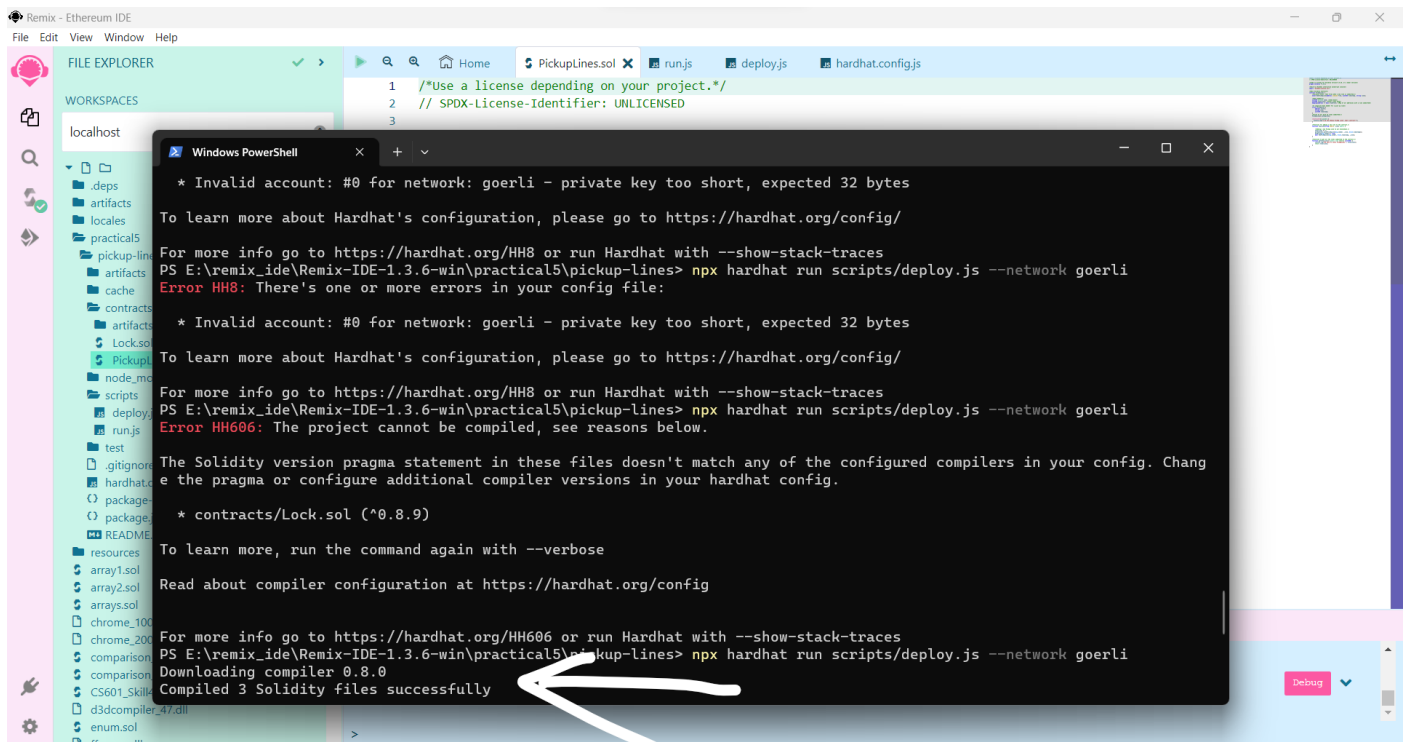 Remix - Ethereum IDE
File Edit View Window Help
FILE EXPLORER
Home
PickupLines.sol
run.js
deploy.js
hardhat.config.js
WORKSPACES
localhost
1 /*Use a license depending on your project.*/
2 // SPDX-License-Identifier: UNLICENSED
3
.deps
artifacts
locales
practical5
pickup-line
artifacts
cache
contracts
artifacts
Lock.sol
PickupL
node_mo
scripts
deploy.j
run.js
test
.gitignore
hardhat.c
package-
package.j
README.
resources
array1.sol
array2.sol
arrays.sol
chrome_100
chrome_200
comparison
comparison
CS601_Skill4
d3dcompiler_47.dll
enum.sol
Windows PowerShell
* Invalid account: #0 for network: goerli - private key too short, expected 32 bytes
To learn more about Hardhat's configuration, please go to https://hardhat.org/config/
For more info go to https://hardhat.org/HH8 or run Hardhat with --show-stack-traces
PS E:\remix_ide\Remix-IDE-1.3.6-win\practical5\pickup-lines> npx hardhat run scripts/deploy.js --network goerli
Error HH8: There's one or more errors in your config file:
* Invalid account: #0 for network: goerli - private key too short, expected 32 bytes
To learn more about Hardhat's configuration, please go to https://hardhat.org/config/
For more info go to https://hardhat.org/HH8 or run Hardhat with --show-stack-traces
PS E:\remix_ide\Remix-IDE-1.3.6-win\practical5\pickup-lines> npx hardhat run scripts/deploy.js --network goerli
Error HH606: The project cannot be compiled, see reasons below.
The Solidity version pragma statement in these files doesn't match any of the configured compilers in your config. Chang
e the pragma or configure additional compiler versions in your hardhat config.
* contracts/Lock.sol (^0.8.9)
To learn more, run the command again with --verbose
Read about compiler configuration at https://hardhat.org/config
For more info go to https://hardhat.org/HH606 or run Hardhat with --show-stack-traces
PS E:\remix_ide\Remix-IDE-1.3.6-win\practical5\pickup-lines> npx hardhat run scripts/deploy.js --network goerli
Downloading compiler 0.8.0
Compiled 3 Solidity files successfully
Debug
>